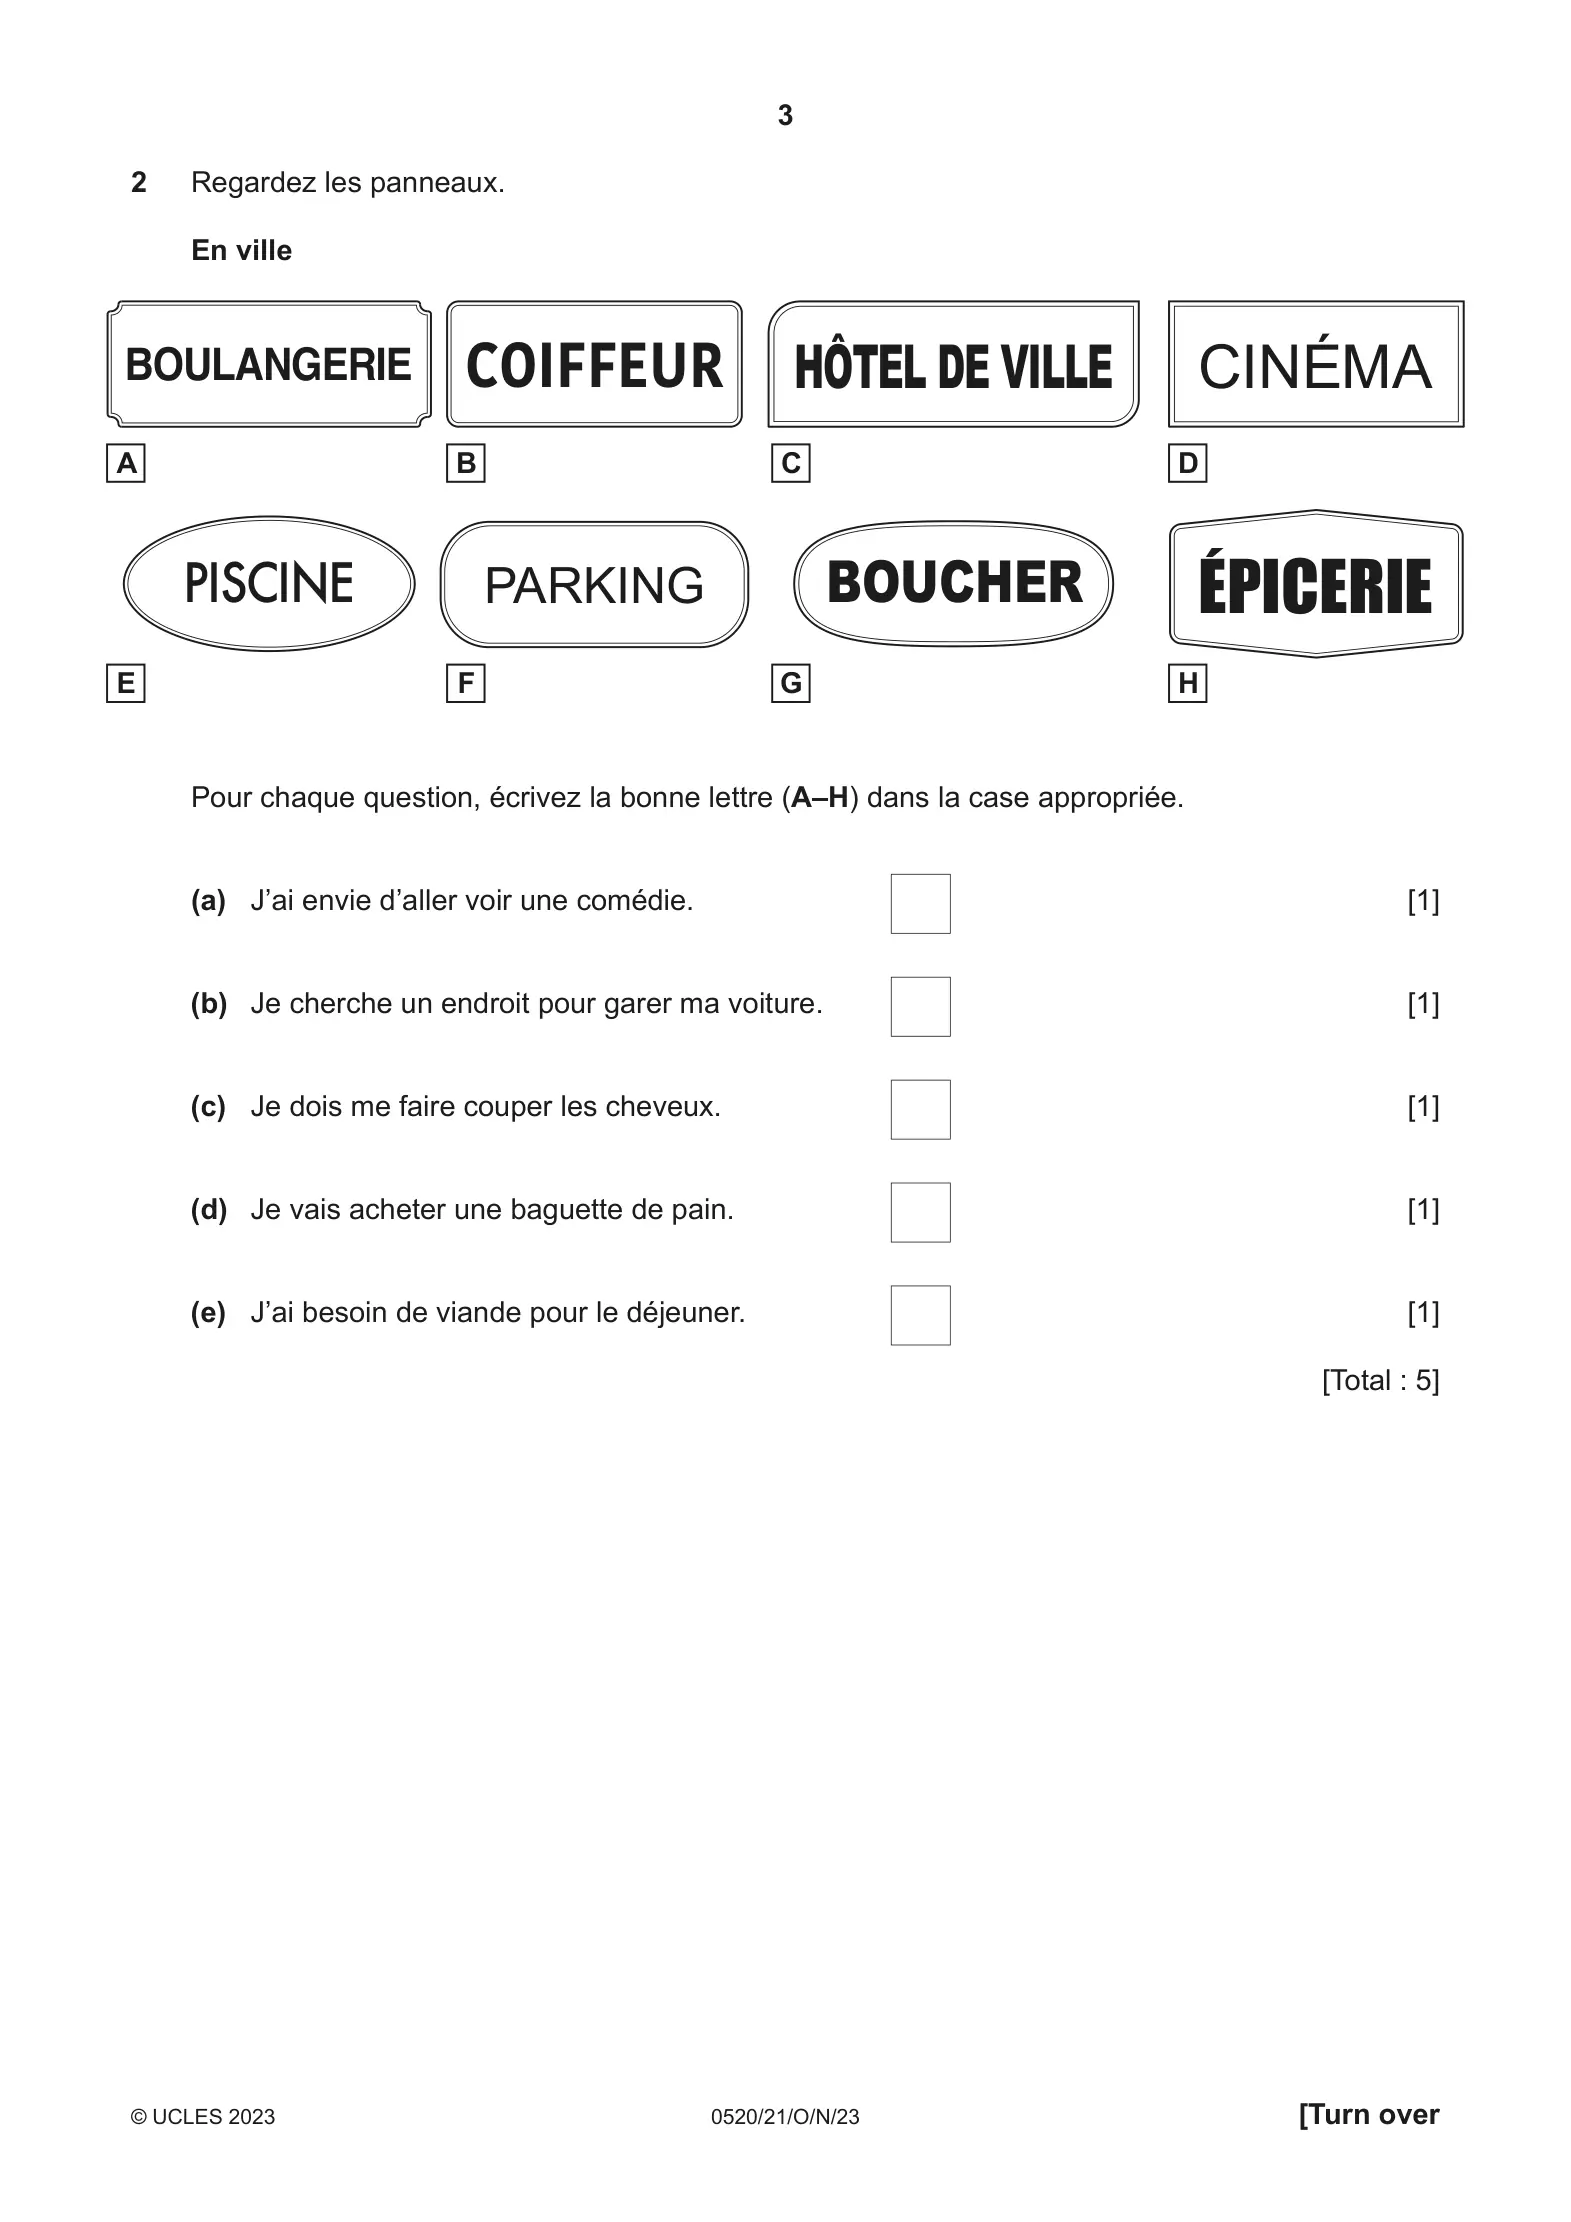 3
2 Regardez les panneaux.
En ville
BOULANGERIE COIFFEUR HÔTEL DE VILLE CINÉMA
A B C D
PISCINE PARKING BOUCHER ÉPICERIE
E F G H
Pour chaque question, écrivez la bonne lettre (A–H) dans la case appropriée.
(a) J’ai envie d’aller voir une comédie. [1]
(b) Je cherche un endroit pour garer ma voiture. [1]
(c) Je dois me faire couper les cheveux. [1]
(d) Je vais acheter une baguette de pain. [1]
(e) J’ai besoin de viande pour le déjeuner. [1]
[Total : 5]
© UCLES 2023 0520/21/O/N/23 [Turn over